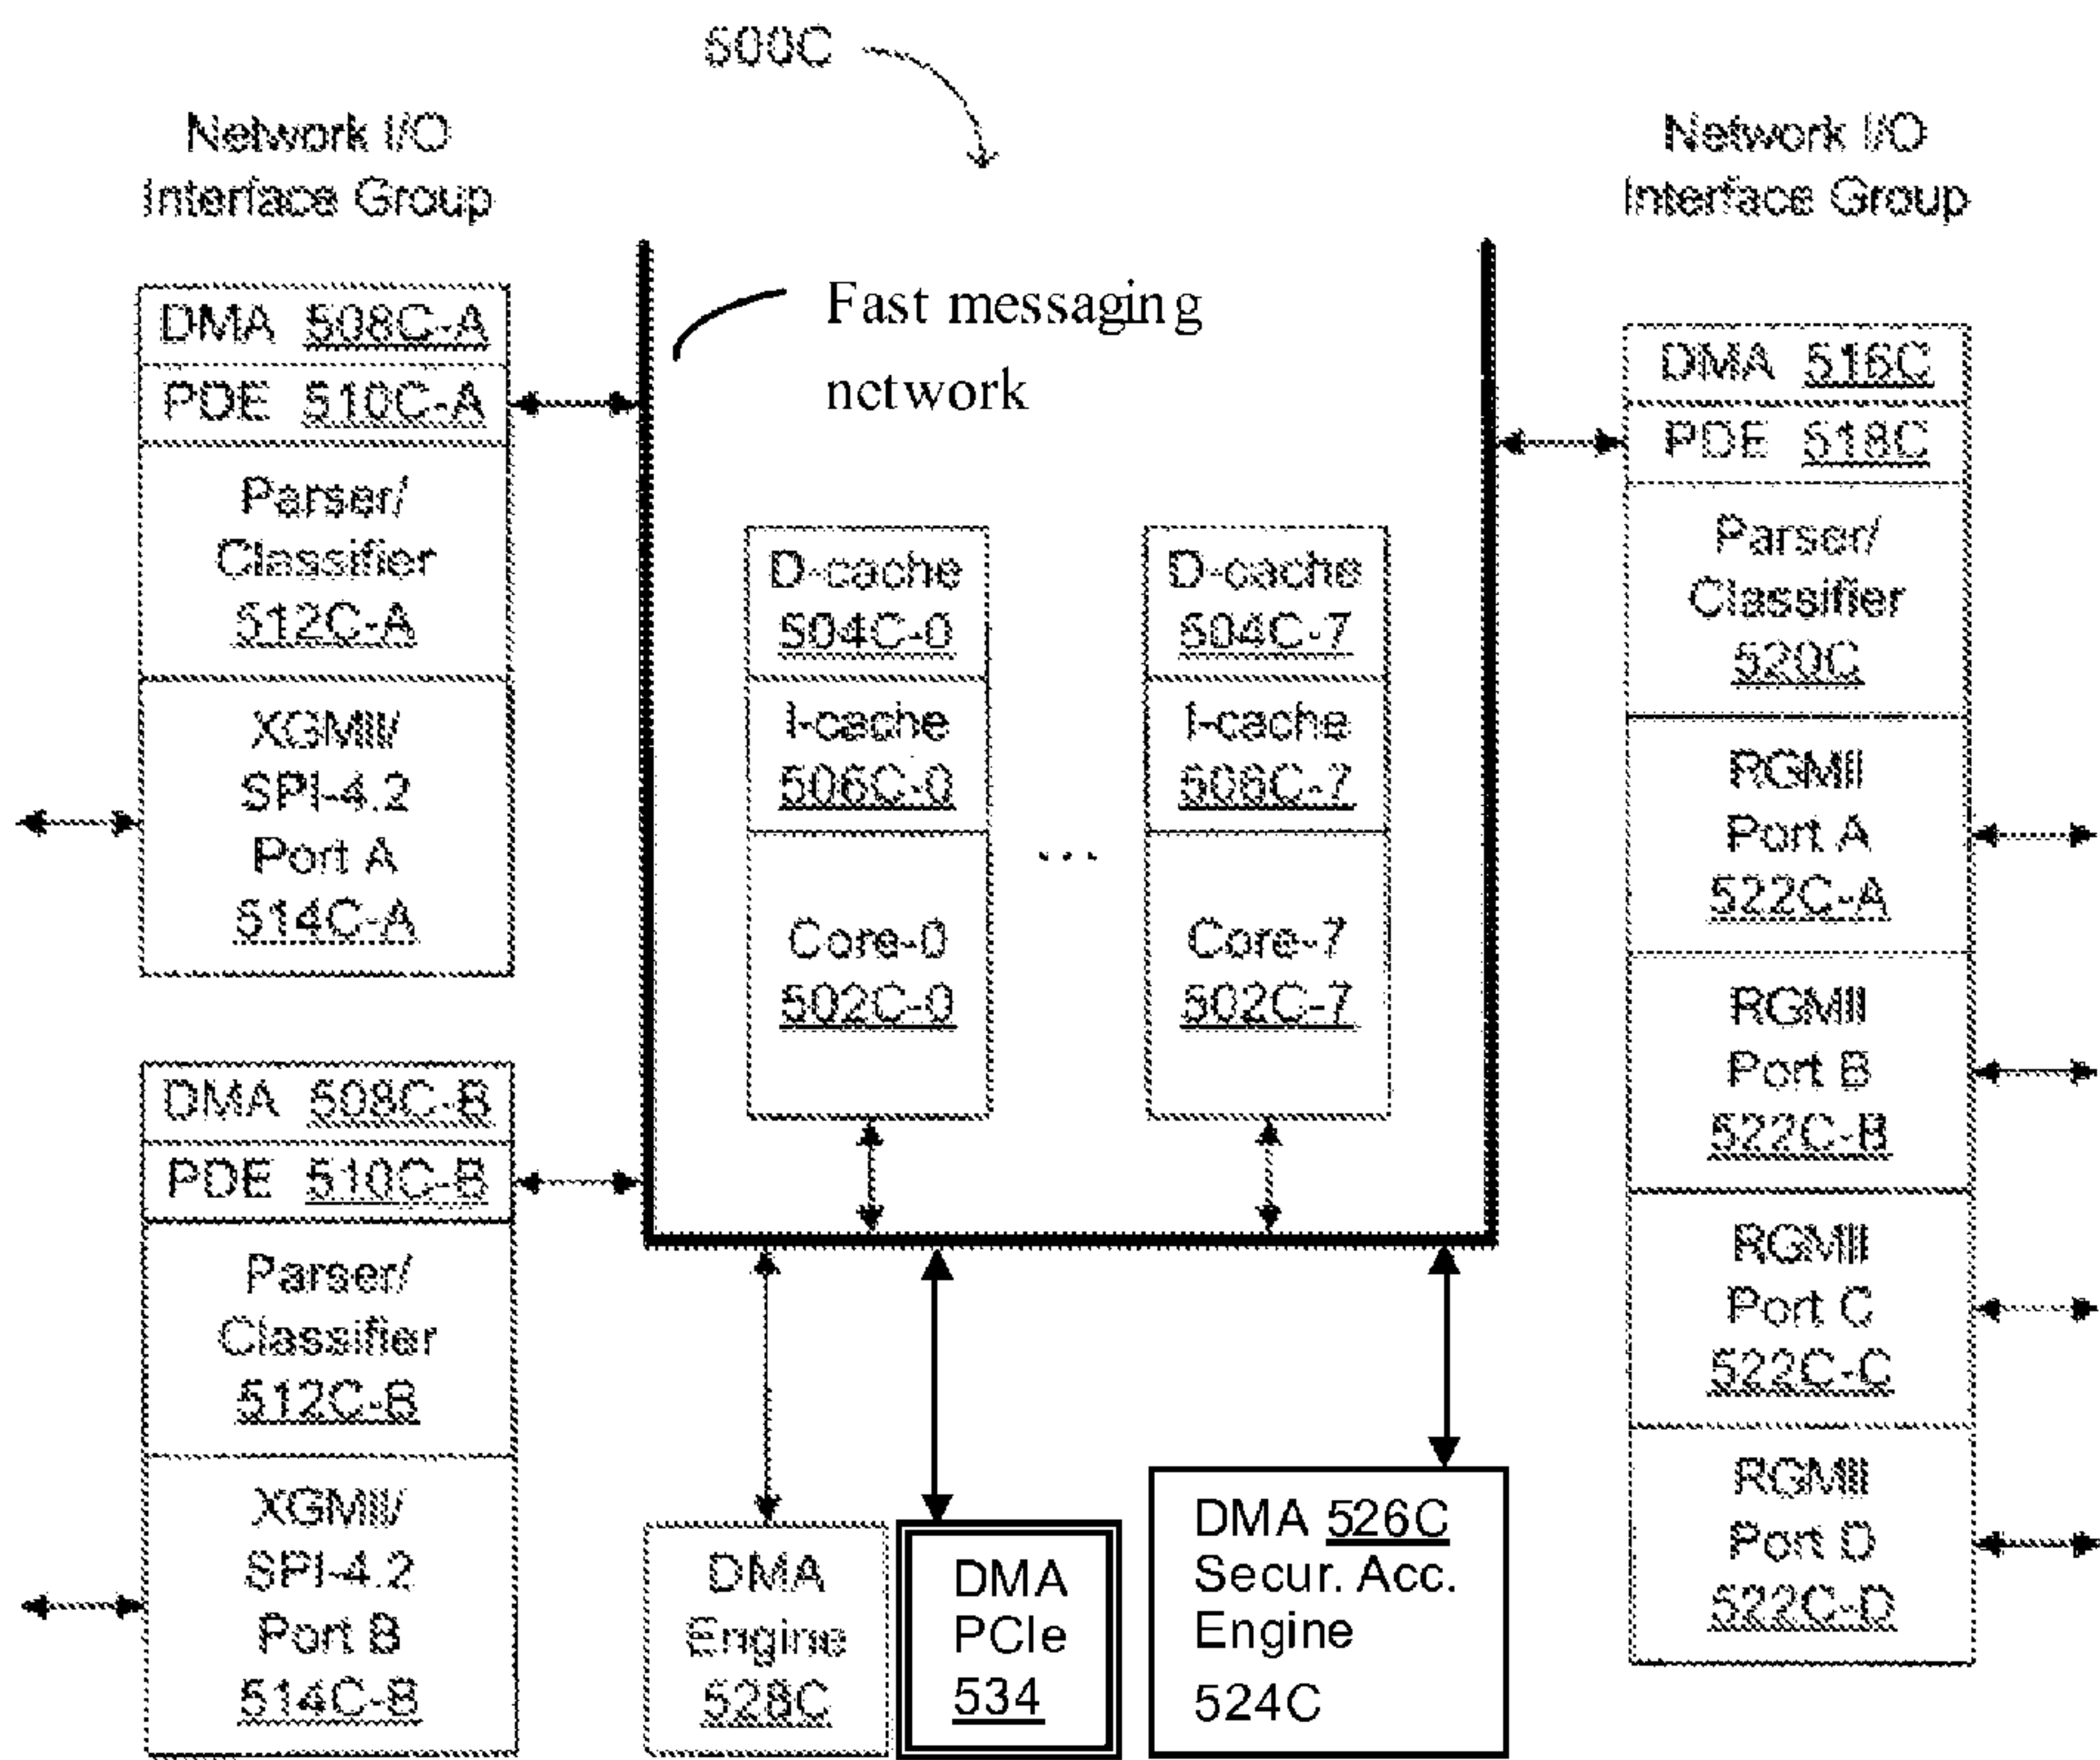 500C
Network I/O
Interface Group
DMA 508C-A
PDE 510C-A
Parser/
Classifier
512C-A
XGMII/
SPI-4.2
Port A
514C-A
DMA 508C-B
PDE 510C-B
Parser/
Classifier
512C-B
XGMII/
SPI-4.2
Port B
514C-B
Fast messaging
network
D-cache
504C-0
I-cache
506C-0
Core-0
502C-0
...
D-cache
504C-7
I-cache
506C-7
Core-7
502C-7
DMA
Engine
528C
DMA
PCIe
534
DMA 526C
Secur. Acc.
Engine
524C
Network I/O
Interface Group
DMA 516C
PDE 518C
Parser/
Classifier
520C
RGMII
Port A
522C-A
RGMII
Port B
522C-B
RGMII
Port C
522C-C
RGMII
Port D
522C-D